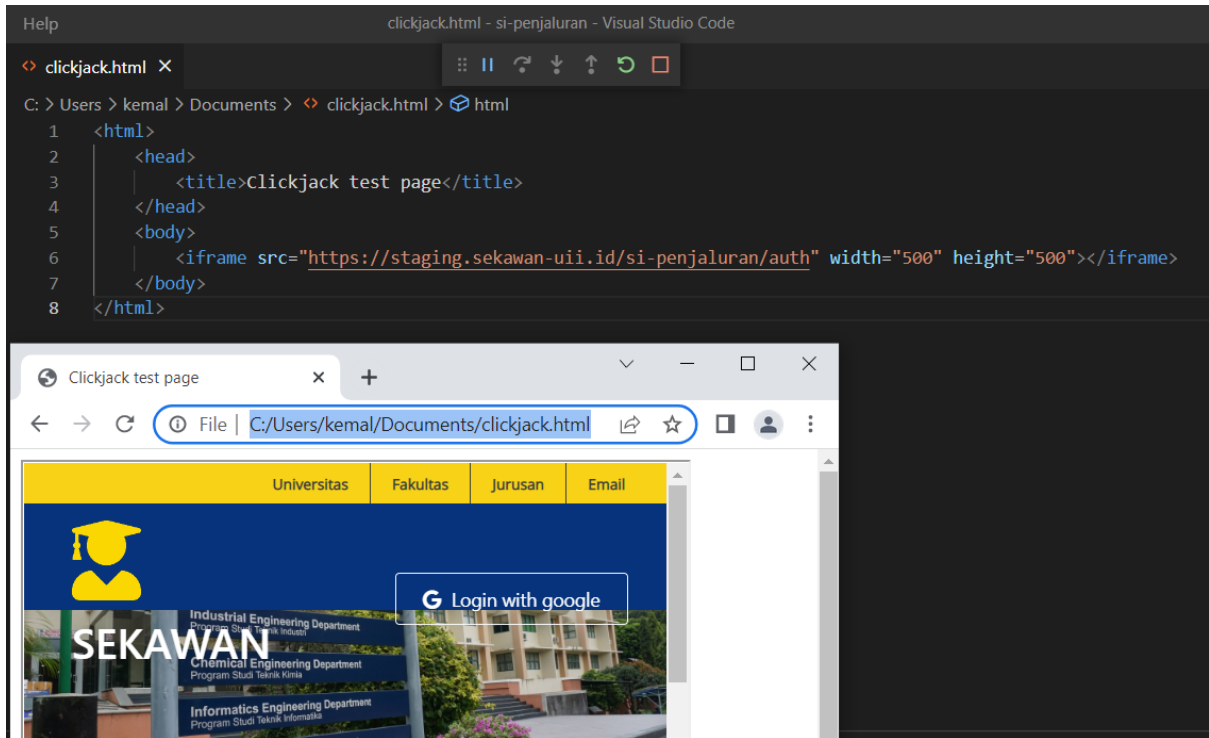 Help clickjack.html - si-penjaluran - Visual Studio Code
clickjack.html
C: > Users > kemal > Documents > clickjack.html > html
1 <html>
2 <head>
3 <title>Clickjack test page</title>
4 </head>
5 <body>
6 <iframe src="https://staging.sekawan-uii.id/si-penjaluran/auth" width="500" height="500"></iframe>
7 </body>
8 </html>
Clickjack test page
File | C:/Users/kemal/Documents/clickjack.html
Universitas Fakultas Jurusan Email
G Login with google
SEKAWAN
Industrial Engineering Department
Program Studi Teknik Industri
Chemical Engineering Department
Program Studi Teknik Kimia
Informatics Engineering Department
Program Studi Teknik Informatika